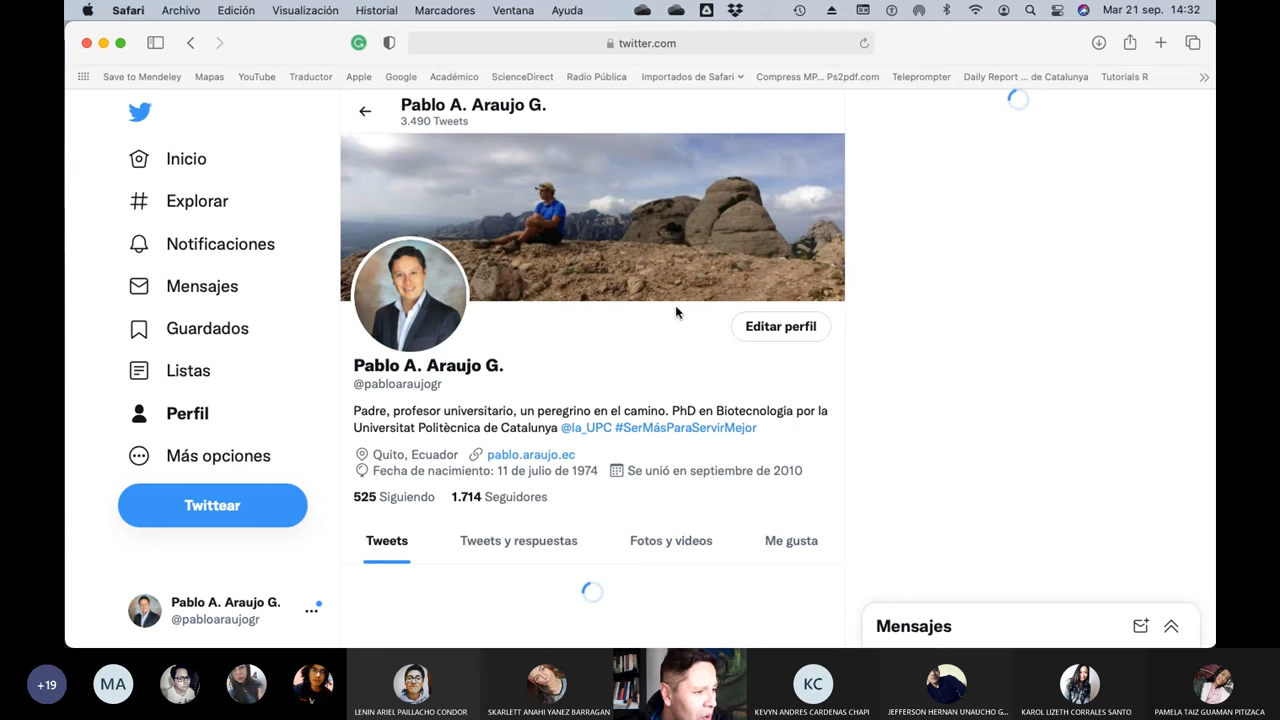 Safari Archivo Edición Visualización Historial Marcadores Ventana Ayuda Mar 21 sep. 14:32
twitter.com
Save to Mendeley Mapas YouTube Traductor Apple Google Académico ScienceDirect Radio Pública Importados de Safari Compress MP... Ps2pdf.com Teleprompter Daily Report ... de Catalunya Tutorials R
Pablo A. Araujo G.
3.490 Tweets
Inicio
Explorar
Notificaciones
Mensajes
Guardados
Listas
Perfil
Más opciones
Twittear
Pablo A. Araujo G.
@pabloaraujogr
Editar perfil
Pablo A. Araujo G.
@pabloaraujogr
Padre, profesor universitario, un peregrino en el camino. PhD en Biotecnologia por la
Universitat Politècnica de Catalunya @la_UPC #SerMásParaServirMejor
Quito, Ecuador pablo.araujo.ec
Fecha de nacimiento: 11 de julio de 1974 Se unió en septiembre de 2010
525 Siguiendo 1.714 Seguidores
Tweets Tweets y respuestas Fotos y videos Me gusta
Mensajes
+19 MA KC
LENIN ARIEL PAILLACHO CONDOR SKARLETT ANAHI YANEZ BARRAGAN KEVYN ANDRES CARDENAS CHAPI JEFFERSON HERNAN UNAUCHO G... KAROL LIZETH CORRALES SANTO PAMELA TAIZ GUAMAN PITIZACA